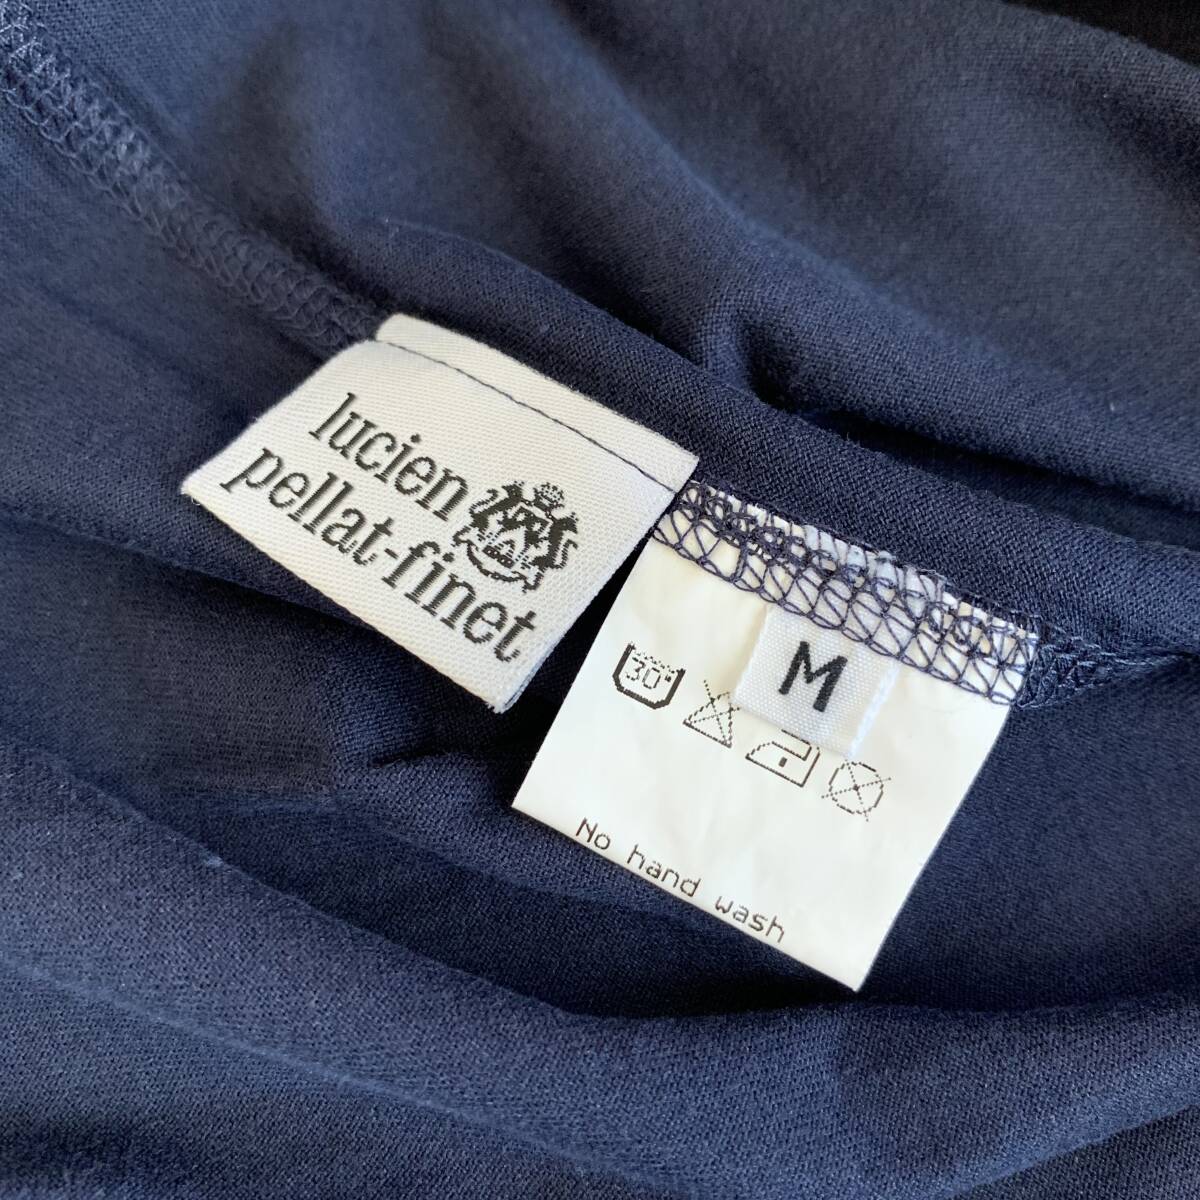 lucien
pellat-finet
M
30°
No hand wash